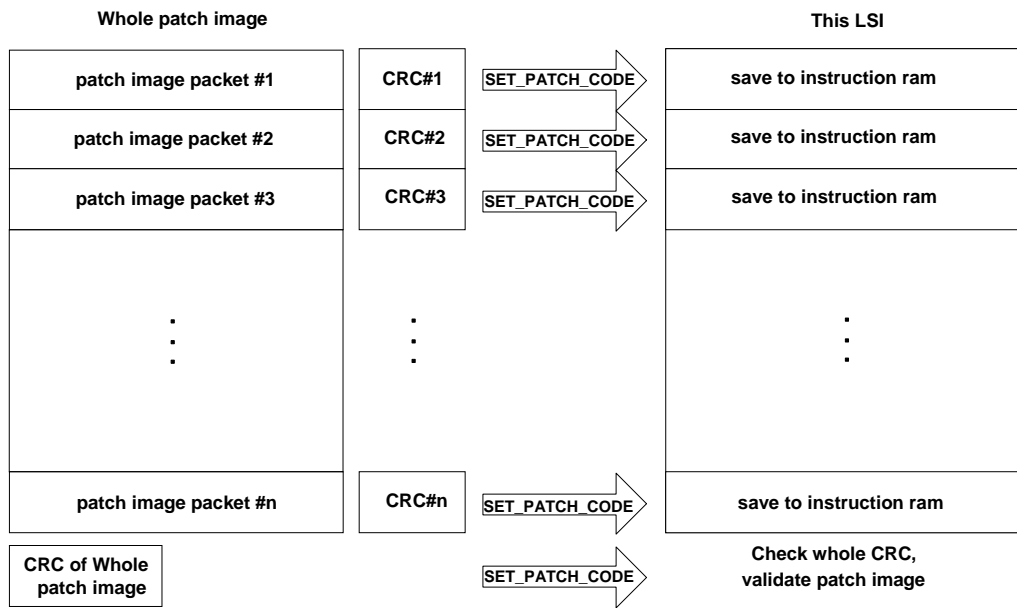 Whole patch image
This LSI
patch image packet #1
CRC#1
SET_PATCH_CODE
save to instruction ram
patch image packet #2
CRC#2
SET_PATCH_CODE
save to instruction ram
patch image packet #3
CRC#3
SET_PATCH_CODE
save to instruction ram
patch image packet #n
CRC#n
SET_PATCH_CODE
save to instruction ram
CRC of Whole
patch image
SET_PATCH_CODE
Check whole CRC,
validate patch image